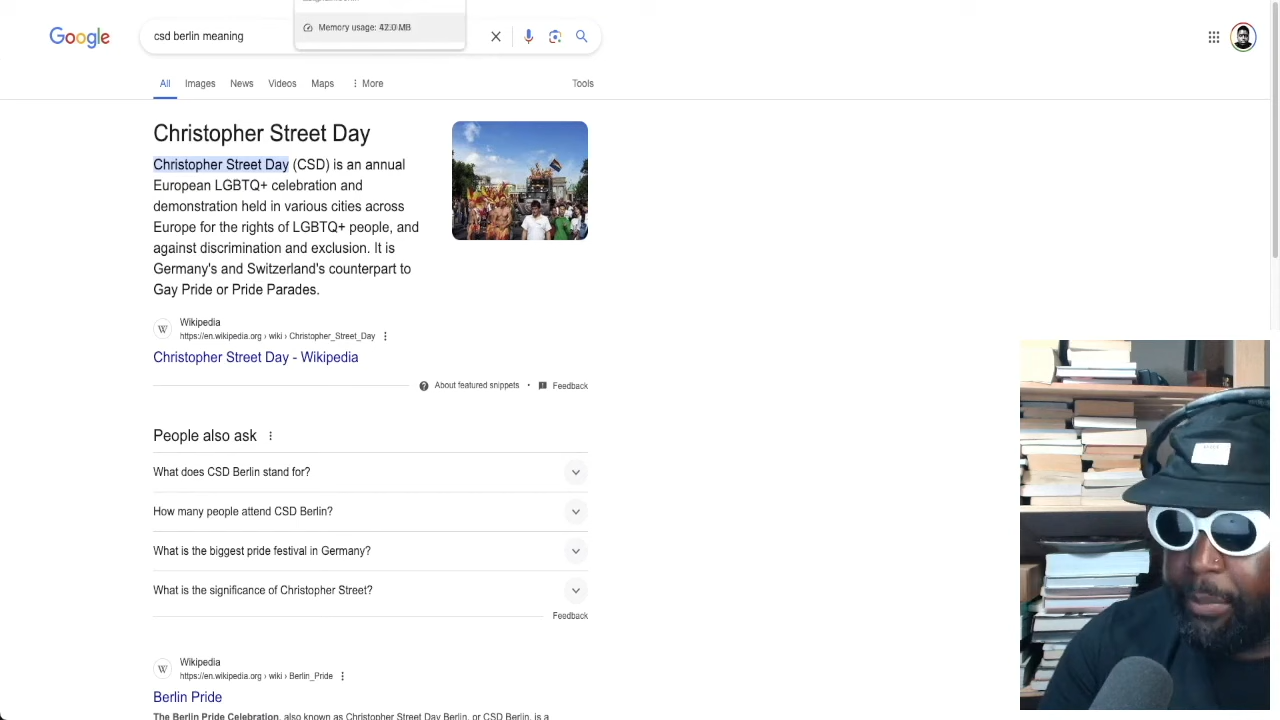 Memory usage: 42.0 MB
Google
csd berlin meaning
All
Images
News
Videos
Maps
More
Tools
Christopher Street Day
Christopher Street Day (CSD) is an annual
European LGBTQ+ celebration and
demonstration held in various cities across
Europe for the rights of LGBTQ+ people, and
against discrimination and exclusion. It is
Germany's and Switzerland's counterpart to
Gay Pride or Pride Parades.
W
Wikipedia
https://en.wikipedia.org › wiki › Christopher_Street_Day
Christopher Street Day - Wikipedia
About featured snippets • Feedback
People also ask
What does CSD Berlin stand for?
How many people attend CSD Berlin?
What is the biggest pride festival in Germany?
What is the significance of Christopher Street?
Feedback
W
Wikipedia
https://en.wikipedia.org › wiki › Berlin_Pride
Berlin Pride
The Berlin Pride Celebration, also known as Christopher Street Day Berlin, or CSD Berlin, is a